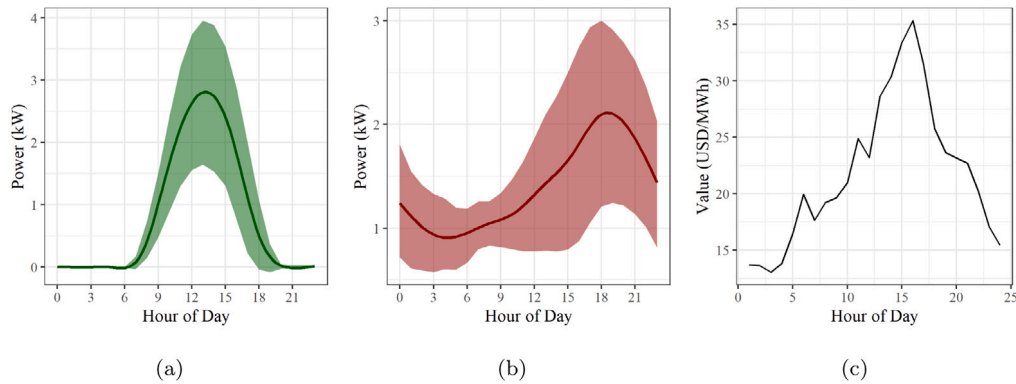 4
3
2
1
0
Power (kW)
0 3 6 9 12 15 18 21
Hour of Day
(a)
3
2
1
Power (kW)
0 3 6 9 12 15 18 21
Hour of Day
(b)
35
30
25
20
15
Value (USD/MWh)
0 5 10 15 20 25
Hour of Day
(c)